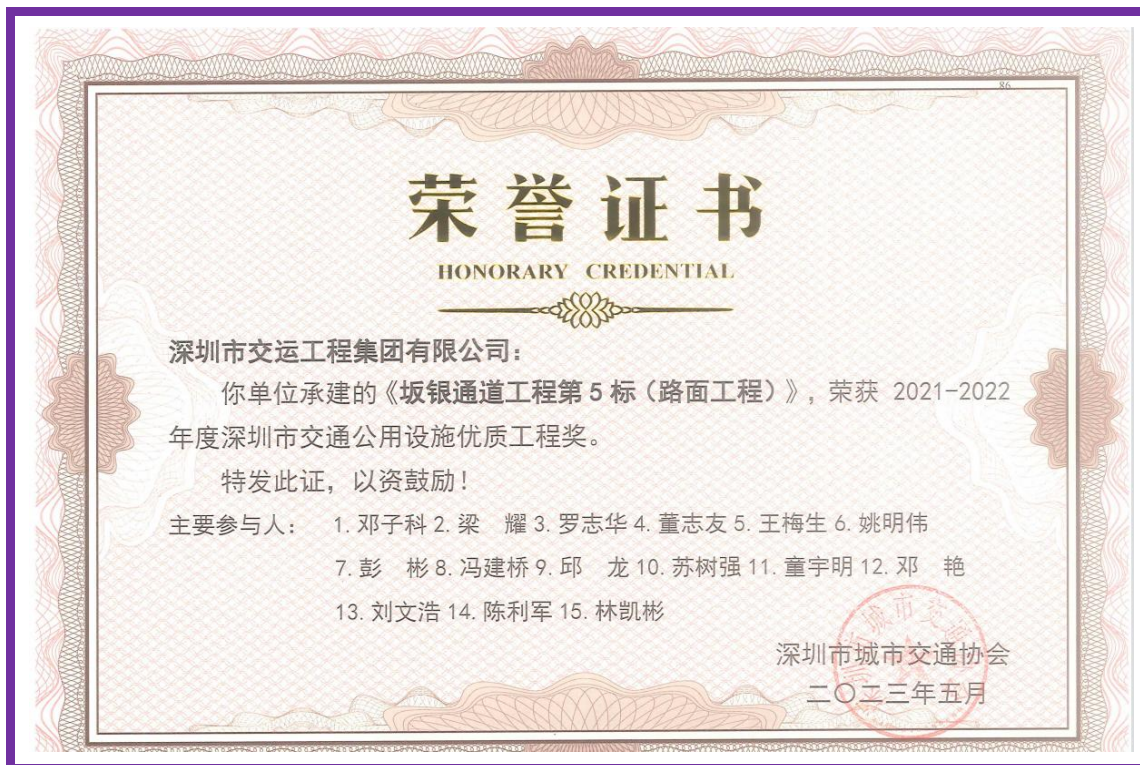 86
荣誉证书
HONORARY CREDENTIAL
深圳市交运工程集团有限公司：
你单位承建的《坂银通道工程第5标（路面工程）》，荣获 2021-2022
年度深圳市交通公用设施优质工程奖。
特发此证，以资鼓励！
主要参与人： 1.邓子科 2.梁 耀 3.罗志华 4.董志友 5.王梅生 6.姚明伟
7.彭 彬 8.冯建桥 9.邱 龙 10.苏树强 11.童宇明 12.邓 艳
13.刘文浩 14.陈利军 15.林凯彬
深圳市城市交通协会
二〇二三年五月